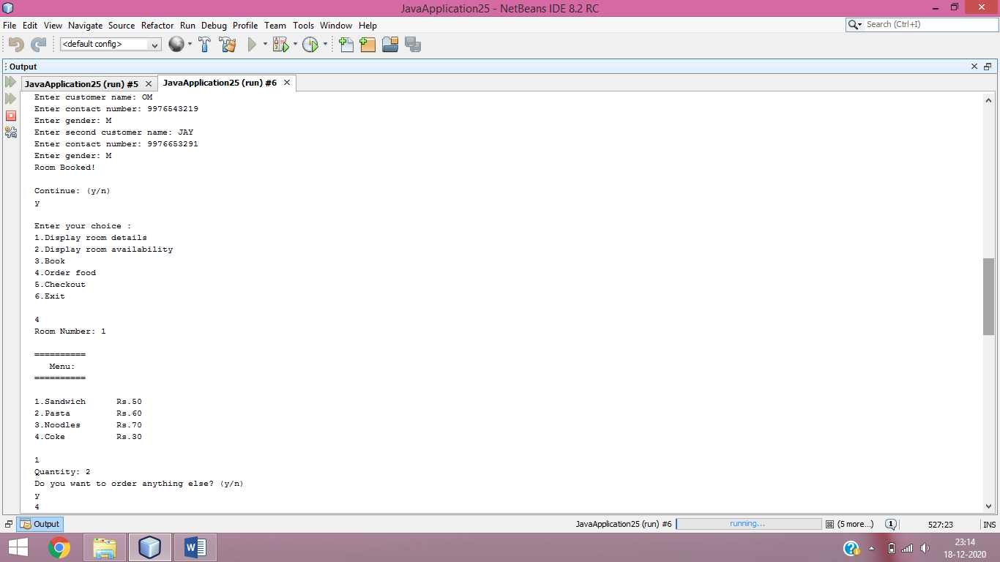 JavaApplication25 - NetBeans IDE 8.2 RC
File Edit View Navigate Source Refactor Run Debug Profile Team Tools Window Help
Search (Ctrl+I)
<default config>
Output
JavaApplication25 (run) #5 JavaApplication25 (run) #6
Enter customer name: OM
Enter contact number: 9976543219
Enter gender: M
Enter second customer name: JAY
Enter contact number: 9976653291
Enter gender: M
Room Booked!
Continue: (y/n)
y
Enter your choice :
1.Display room details
2.Display room availability
3.Book
4.Order food
5.Checkout
6.Exit
4
Room Number: 1
==========
Menu:
==========
1.Sandwich Rs.50
2.Pasta Rs.60
3.Noodles Rs.70
4.Coke Rs.30
1
Quantity: 2
Do you want to order anything else? (y/n)
y
4
Output JavaApplication25 (run) #6 running... (5 more...) 1 527:23 INS
23:14
18-12-2020